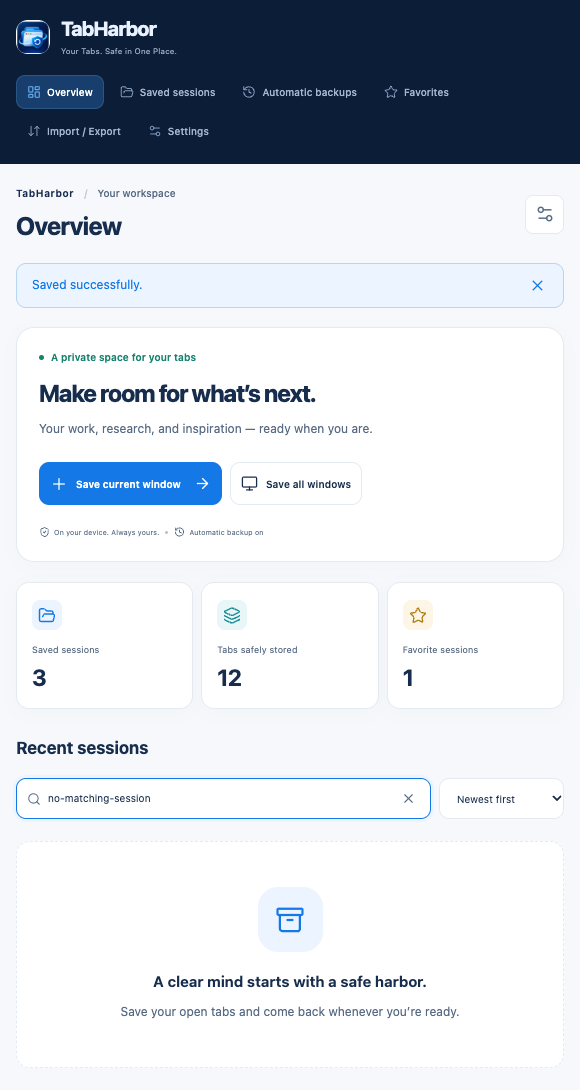 TabHarbor
Your Tabs. Safe in One Place.
Overview
Saved sessions
Automatic backups
Favorites
Import / Export
Settings
TabHarbor / Your workspace
Overview
Saved successfully.
A private space for your tabs
Make room for what’s next.
Your work, research, and inspiration — ready when you are.
Save current window
Save all windows
On your device. Always yours. • Automatic backup on
Saved sessions
3
Tabs safely stored
12
Favorite sessions
1
Recent sessions
no-matching-session
Newest first
A clear mind starts with a safe harbor.
Save your open tabs and come back whenever you’re ready.